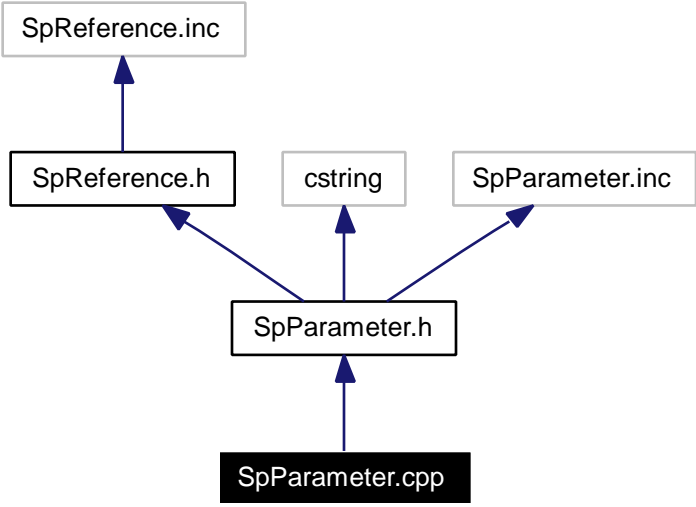 SpReference.inc
SpReference.h
cstring
SpParameter.inc
SpParameter.h
SpParameter.cpp